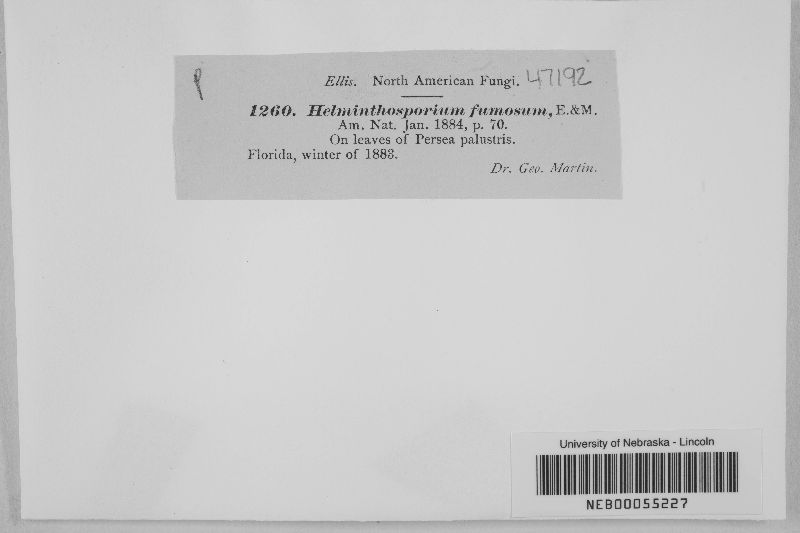 Ellis. North American Fungi. 47192
1260. Helminthosporium fumosum, E.&M.
Am. Nat. Jan. 1884, p. 70.
On leaves of Persea palustris.
Florida, winter of 1883.
Dr. Geo. Martin.
University of Nebraska - Lincoln
NEB00055227